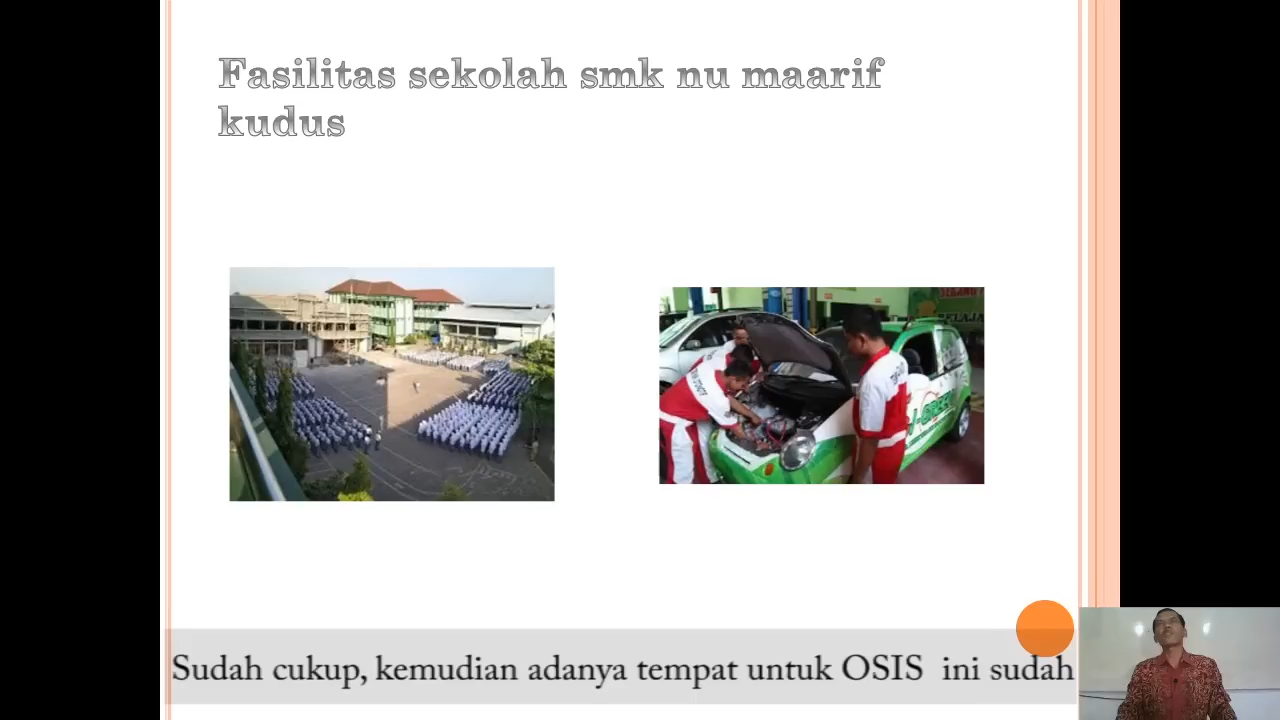 Fasilitas sekolah smk nu maarif
kudus
Sudah cukup, kemudian adanya tempat untuk OSIS ini sudah